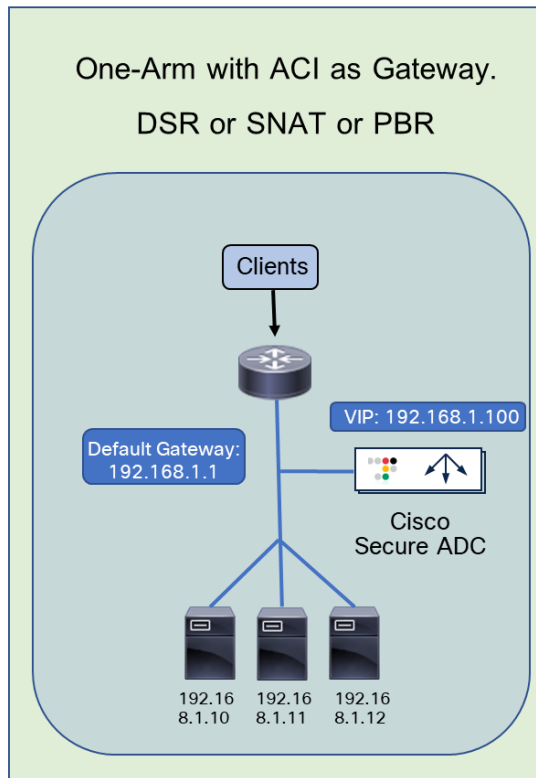 One-Arm with ACI as Gateway.
DSR or SNAT or PBR
Clients
VIP: 192.168.1.100
Default Gateway:
192.168.1.1
Cisco
Secure ADC
192.16
8.1.10
192.16
8.1.11
192.16
8.1.12